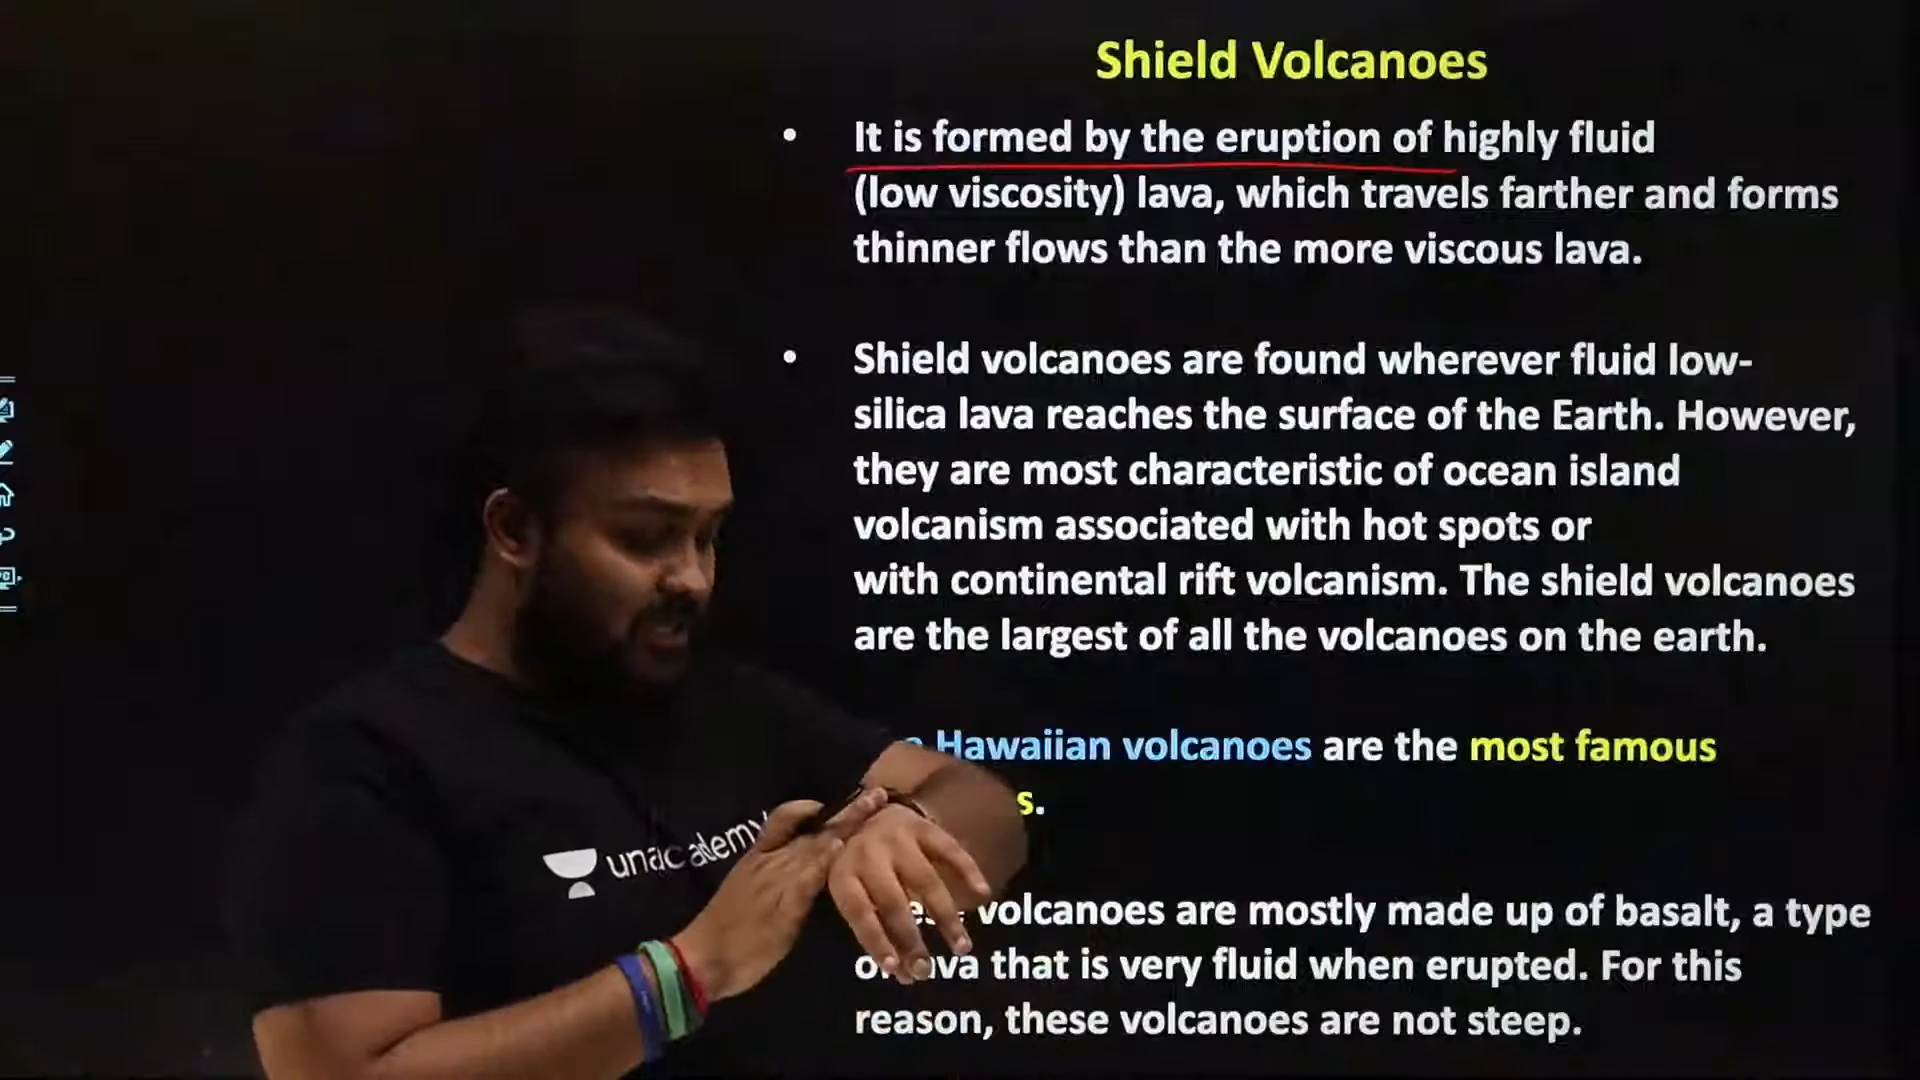 Shield Volcanoes
• It is formed by the eruption of highly fluid
(low viscosity) lava, which travels farther and forms
thinner flows than the more viscous lava.
• Shield volcanoes are found wherever fluid low-
silica lava reaches the surface of the Earth. However,
they are most characteristic of ocean island
volcanism associated with hot spots or
with continental rift volcanism. The shield volcanoes
are the largest of all the volcanoes on the earth.
Hawaiian volcanoes are the most famous
volcanoes are mostly made up of basalt, a type
that is very fluid when erupted. For this
reason, these volcanoes are not steep.
unacademy